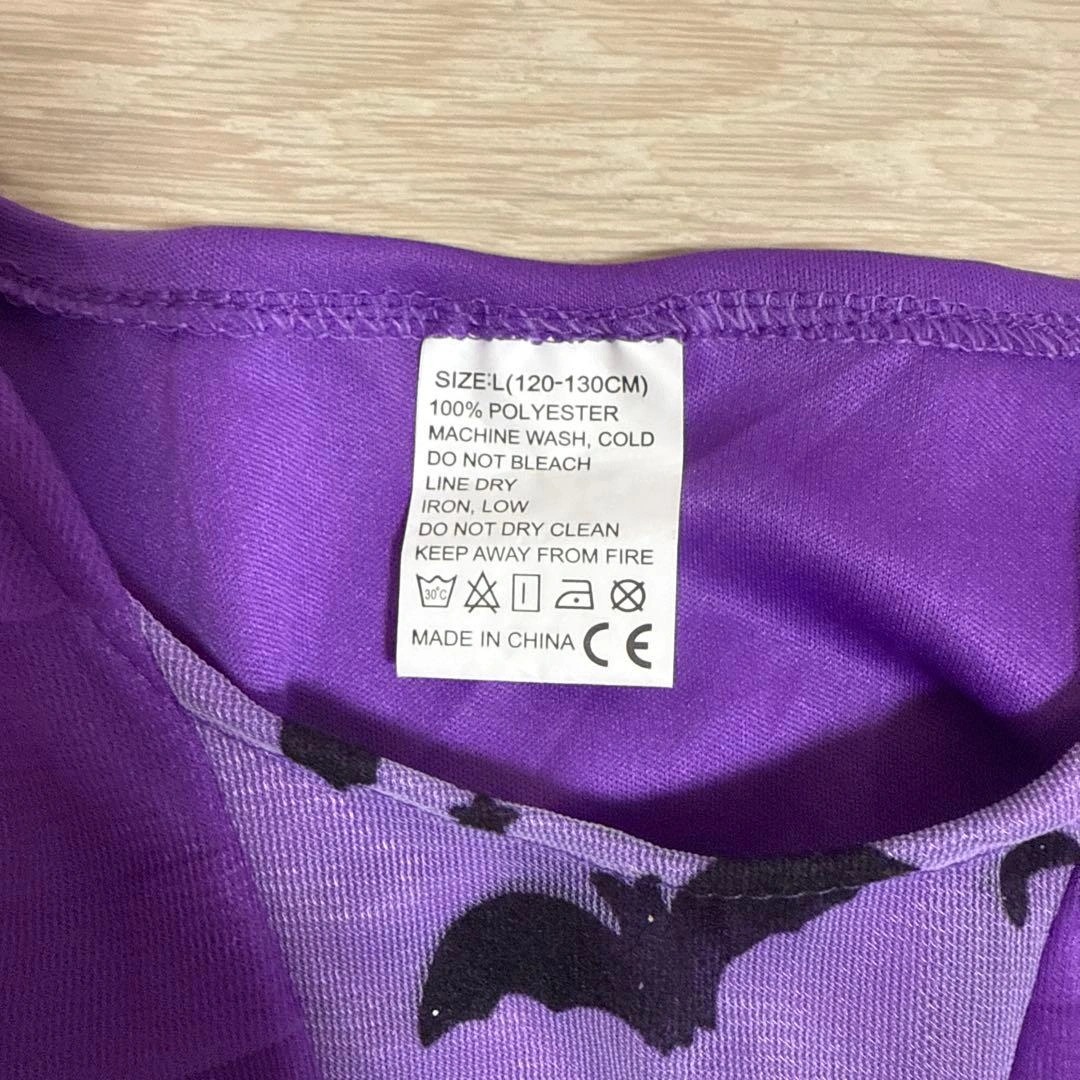 SIZE:L(120-130CM)
100% POLYESTER
MACHINE WASH, COLD
DO NOT BLEACH
LINE DRY
IRON, LOW
DO NOT DRY CLEAN
KEEP AWAY FROM FIRE
30°C
MADE IN CHINA CE